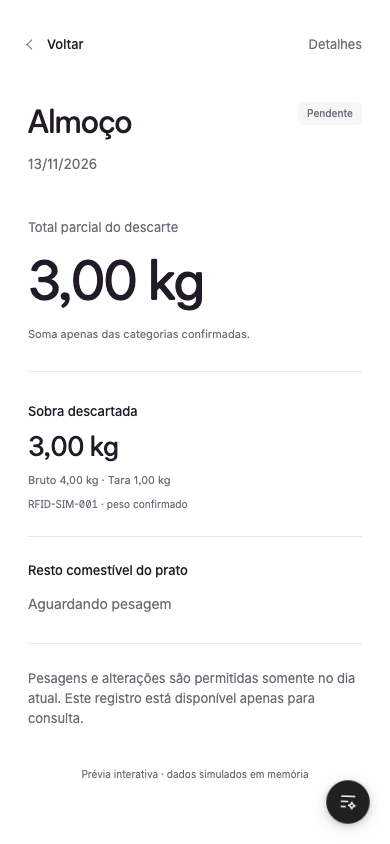 Voltar
Detalhes
Almoço
Pendente
13/11/2026
Total parcial do descarte
3,00 kg
Soma apenas das categorias confirmadas.
Sobra descartada
3,00 kg
Bruto 4,00 kg · Tara 1,00 kg
RFID-SIM-001 · peso confirmado
Resto comestível do prato
Aguardando pesagem
Pesagens e alterações são permitidas somente no dia
atual. Este registro está disponível apenas para
consulta.
Prévia interativa · dados simulados em memória